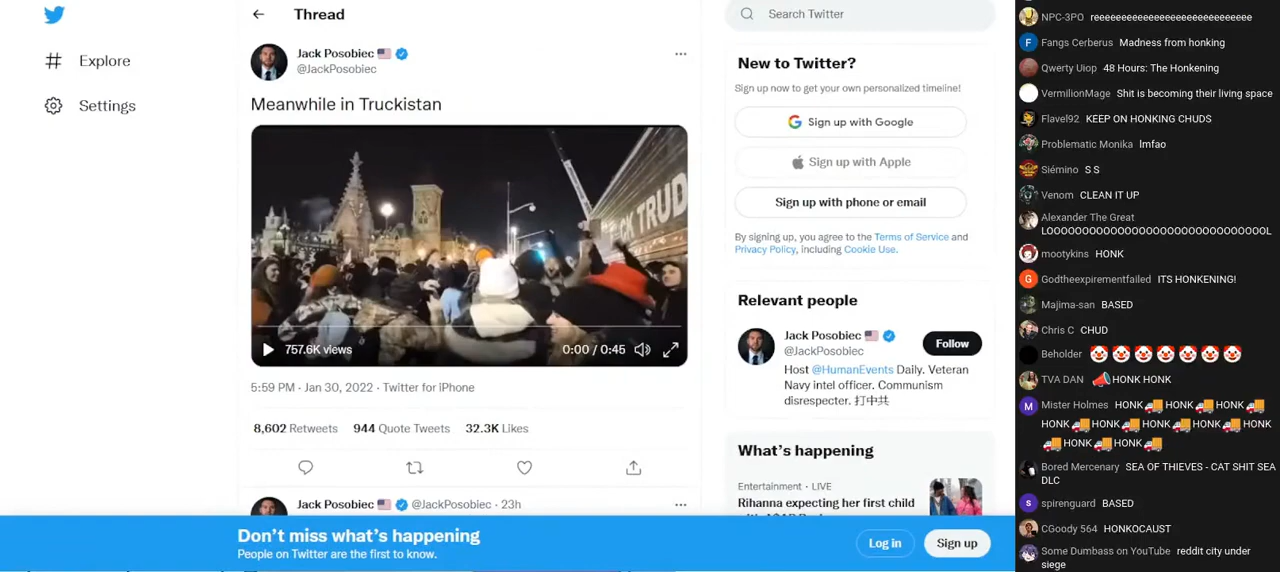 Thread
Search Twitter
Explore
Settings
Jack Posobiec
@JackPosobiec
Meanwhile in Truckistan
CK TRUD
757.6K views
0:00 / 0:45
5:59 PM · Jan 30, 2022 · Twitter for iPhone
8,602 Retweets 944 Quote Tweets 32.3K Likes
Jack Posobiec @JackPosobiec · 23h
New to Twitter?
Sign up now to get your own personalized timeline!
Sign up with Google
Sign up with Apple
Sign up with phone or email
By signing up, you agree to the Terms of Service and
Privacy Policy, including Cookie Use.
Relevant people
Jack Posobiec
@JackPosobiec
Follow
Host @HumanEvents Daily. Veteran
Navy intel officer. Communism
disrespecter. 打中共
What's happening
Entertainment · LIVE
Rihanna expecting her first child
Don't miss what's happening
People on Twitter are the first to know.
Log in
Sign up
NPC-3PO reeeeeeeeeeeeeeeeeeeeeeeeeeee
Fangs Cerberus Madness from honking
Qwerty Uiop 48 Hours: The Honkening
VermilionMage Shit is becoming their living space
Flavel92 KEEP ON HONKING CHUDS
Problematic Monika lmfao
Siémino S S
Venom CLEAN IT UP
Alexander The Great
LOOOOOOOOOOOOOOOOOOOOOOOOOOOOOOOOL
mootykins HONK
Godtheexpirementfailed ITS HONKENING!
Majima-san BASED
Chris C CHUD
Beholder 🤡🤡🤡🤡🤡🤡🤡
TVA DAN 📣HONK HONK
Mister Holmes HONK🚚HONK🚚HONK🚚
HONK🚚HONK🚚HONK🚚HONK🚚HONK
🚚HONK🚚HONK🚚
Bored Mercenary SEA OF THIEVES - CAT SHIT SEA
DLC
spirenguard BASED
CGoody 564 HONKOCAUST
Some Dumbass on YouTube reddit city under
siege